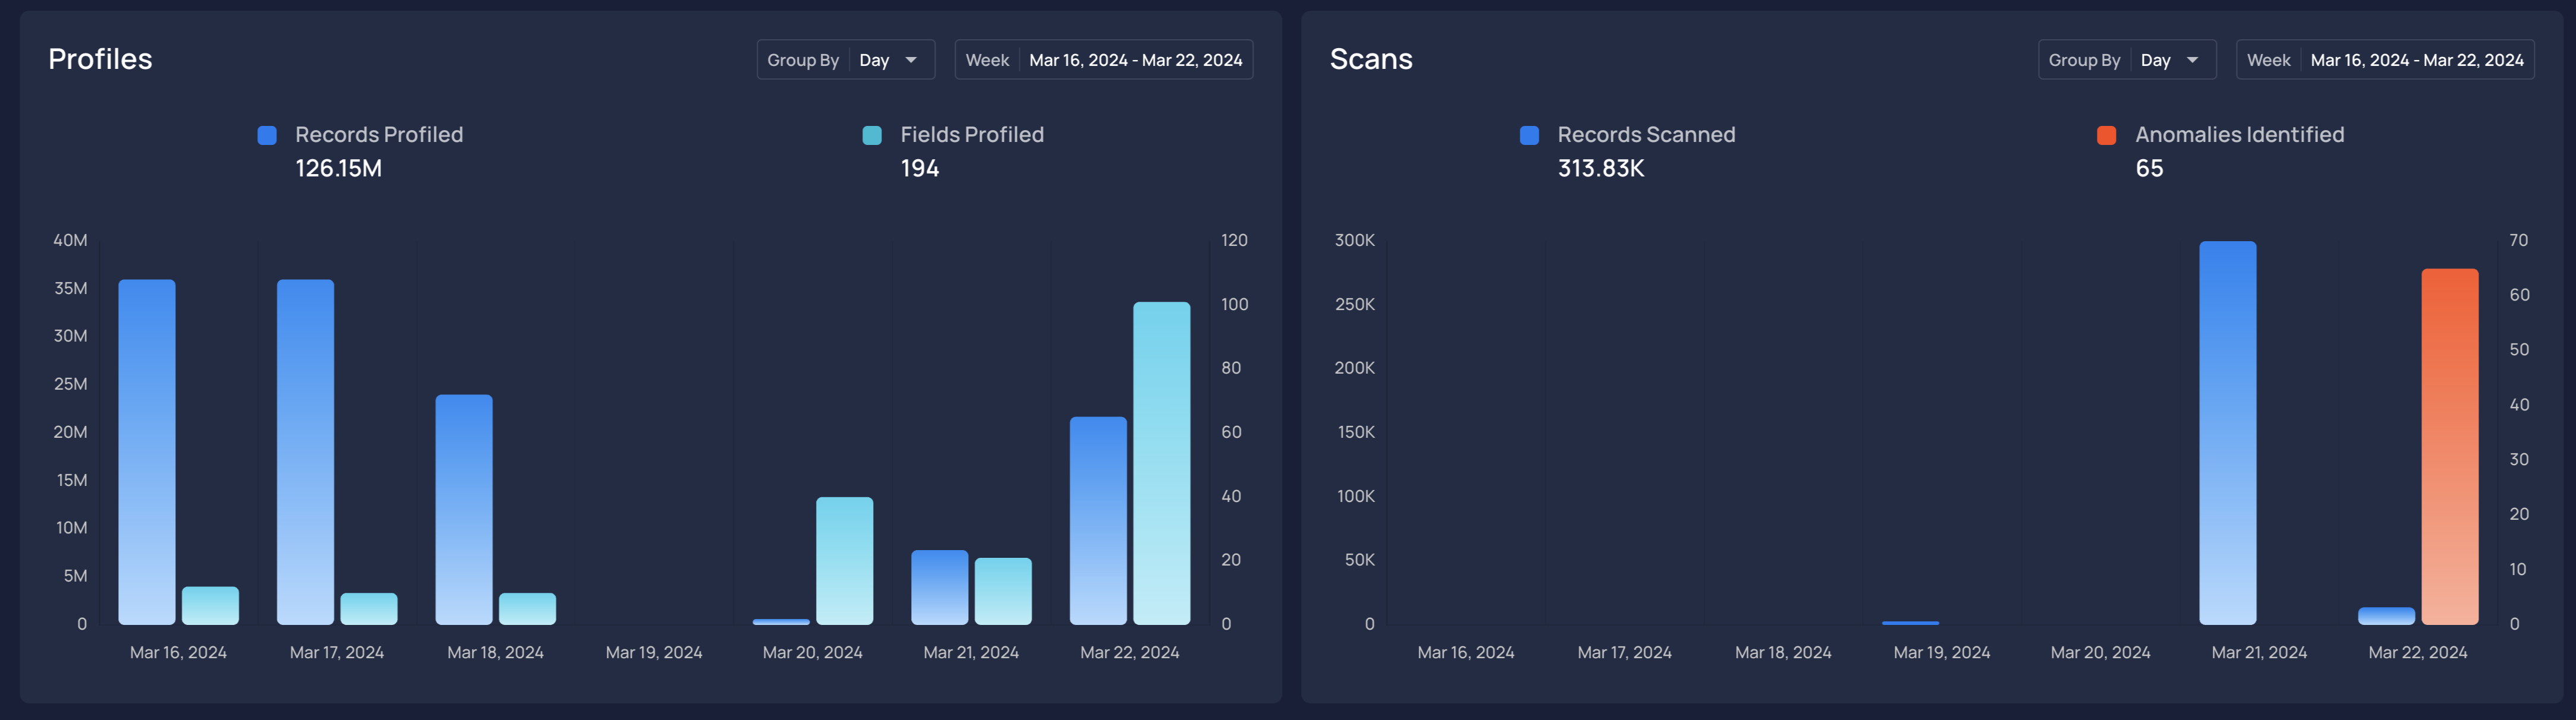 Profiles
Group By Day
Week Mar 16, 2024 - Mar 22, 2024
Records Profiled
126.15M
Fields Profiled
194
40M
35M
30M
25M
20M
15M
10M
5M
0
120
100
80
60
40
20
0
Mar 16, 2024
Mar 17, 2024
Mar 18, 2024
Mar 19, 2024
Mar 20, 2024
Mar 21, 2024
Mar 22, 2024
Scans
Group By Day
Week Mar 16, 2024 - Mar 22, 2024
Records Scanned
313.83K
Anomalies Identified
65
300K
250K
200K
150K
100K
50K
0
70
60
50
40
30
20
10
0
Mar 16, 2024
Mar 17, 2024
Mar 18, 2024
Mar 19, 2024
Mar 20, 2024
Mar 21, 2024
Mar 22, 2024